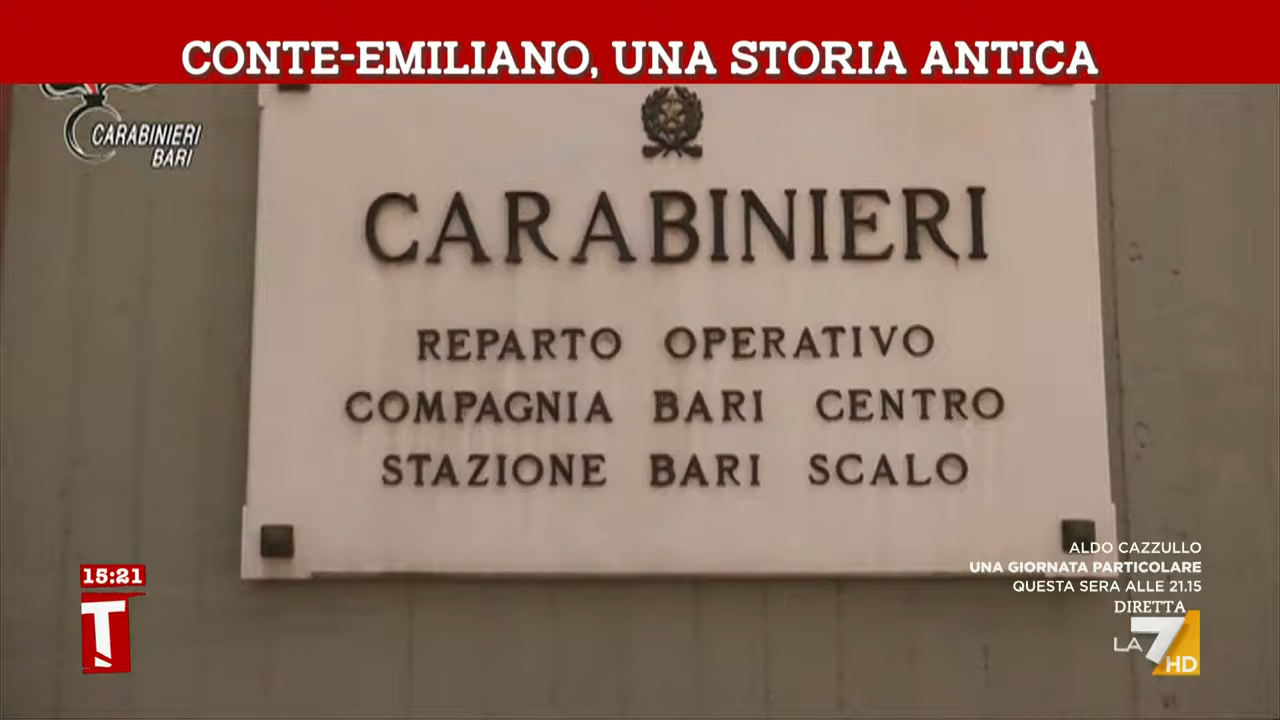 CONTE-EMILIANO, UNA STORIA ANTICA
CARABINIERI
BARI
CARABINIERI
REPARTO OPERATIVO
COMPAGNIA BARI CENTRO
STAZIONE BARI SCALO
15:21
T
ALDO CAZZULLO
UNA GIORNATA PARTICOLARE
QUESTA SERA ALLE 21.15
DIRETTA
LA7 HD